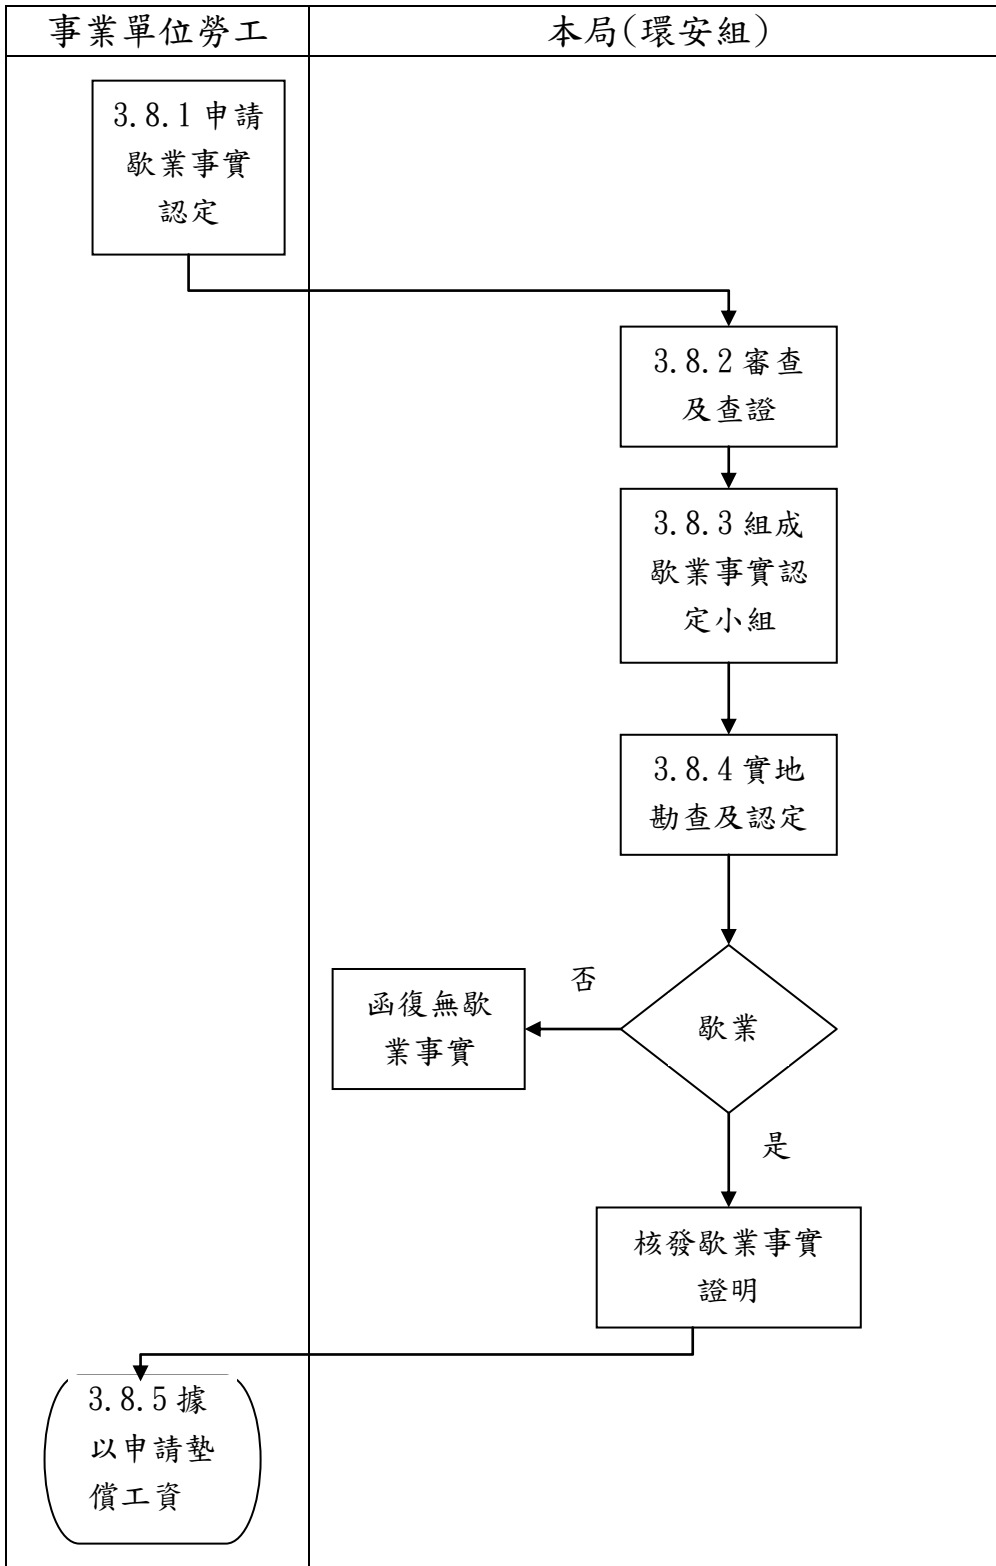 事業單位勞工
本局(環安組)
3.8.1 申請
歇業事實
認定
3.8.2 審查
及查證
3.8.3 組成
歇業事實認
定小組
3.8.4 實地
勘查及認定
否
函復無歇
業事實
歇業
是
核發歇業事實
證明
3.8.5 據
以申請墊
償工資